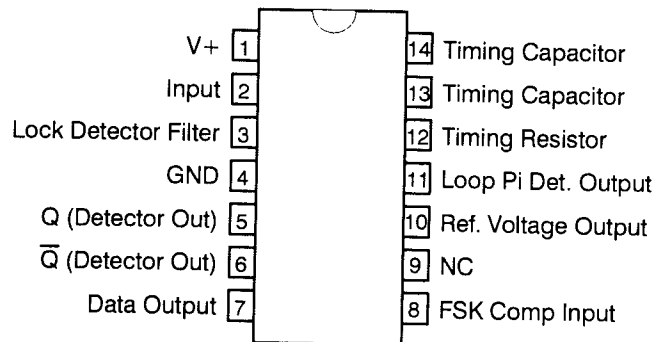 V+ 1
Input 2
Lock Detector Filter 3
GND 4
Q (Detector Out) 5
Q̅ (Detector Out) 6
Data Output 7
14 Timing Capacitor
13 Timing Capacitor
12 Timing Resistor
11 Loop Pi Det. Output
10 Ref. Voltage Output
9 NC
8 FSK Comp Input